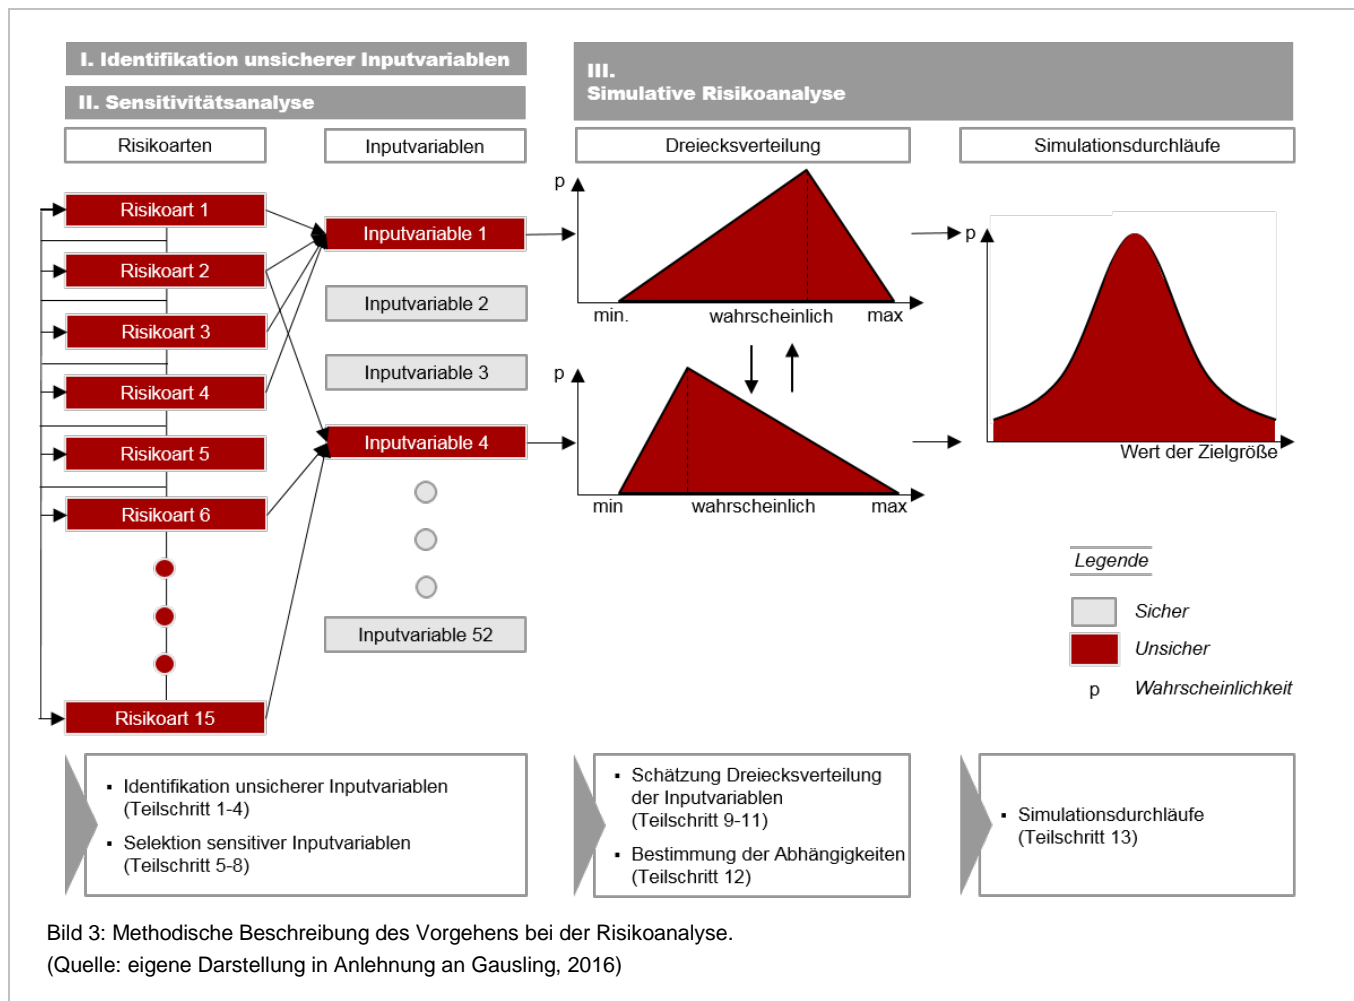 I. Identifikation unsicherer Inputvariablen
II. Sensitivitätsanalyse
III.
Simulative Risikoanalyse
Risikoarten
Inputvariablen
Dreiecksverteilung
Simulationsdurchläufe
Risikoart 1
Risikoart 2
Risikoart 3
Risikoart 4
Risikoart 5
Risikoart 6
Risikoart 15
Inputvariable 1
Inputvariable 2
Inputvariable 3
Inputvariable 4
Inputvariable 52
p
min.
wahrscheinlich
max
p
min
wahrscheinlich
max
p
Wert der Zielgröße
Legende
Sicher
Unsicher
p
Wahrscheinlichkeit
▪ Identifikation unsicherer Inputvariablen
(Teilschritt 1-4)
▪ Selektion sensitiver Inputvariablen
(Teilschritt 5-8)
▪ Schätzung Dreiecksverteilung
der Inputvariablen
(Teilschritt 9-11)
▪ Bestimmung der Abhängigkeiten
(Teilschritt 12)
▪ Simulationsdurchläufe
(Teilschritt 13)
Bild 3: Methodische Beschreibung des Vorgehens bei der Risikoanalyse.
(Quelle: eigene Darstellung in Anlehnung an Gausling, 2016)